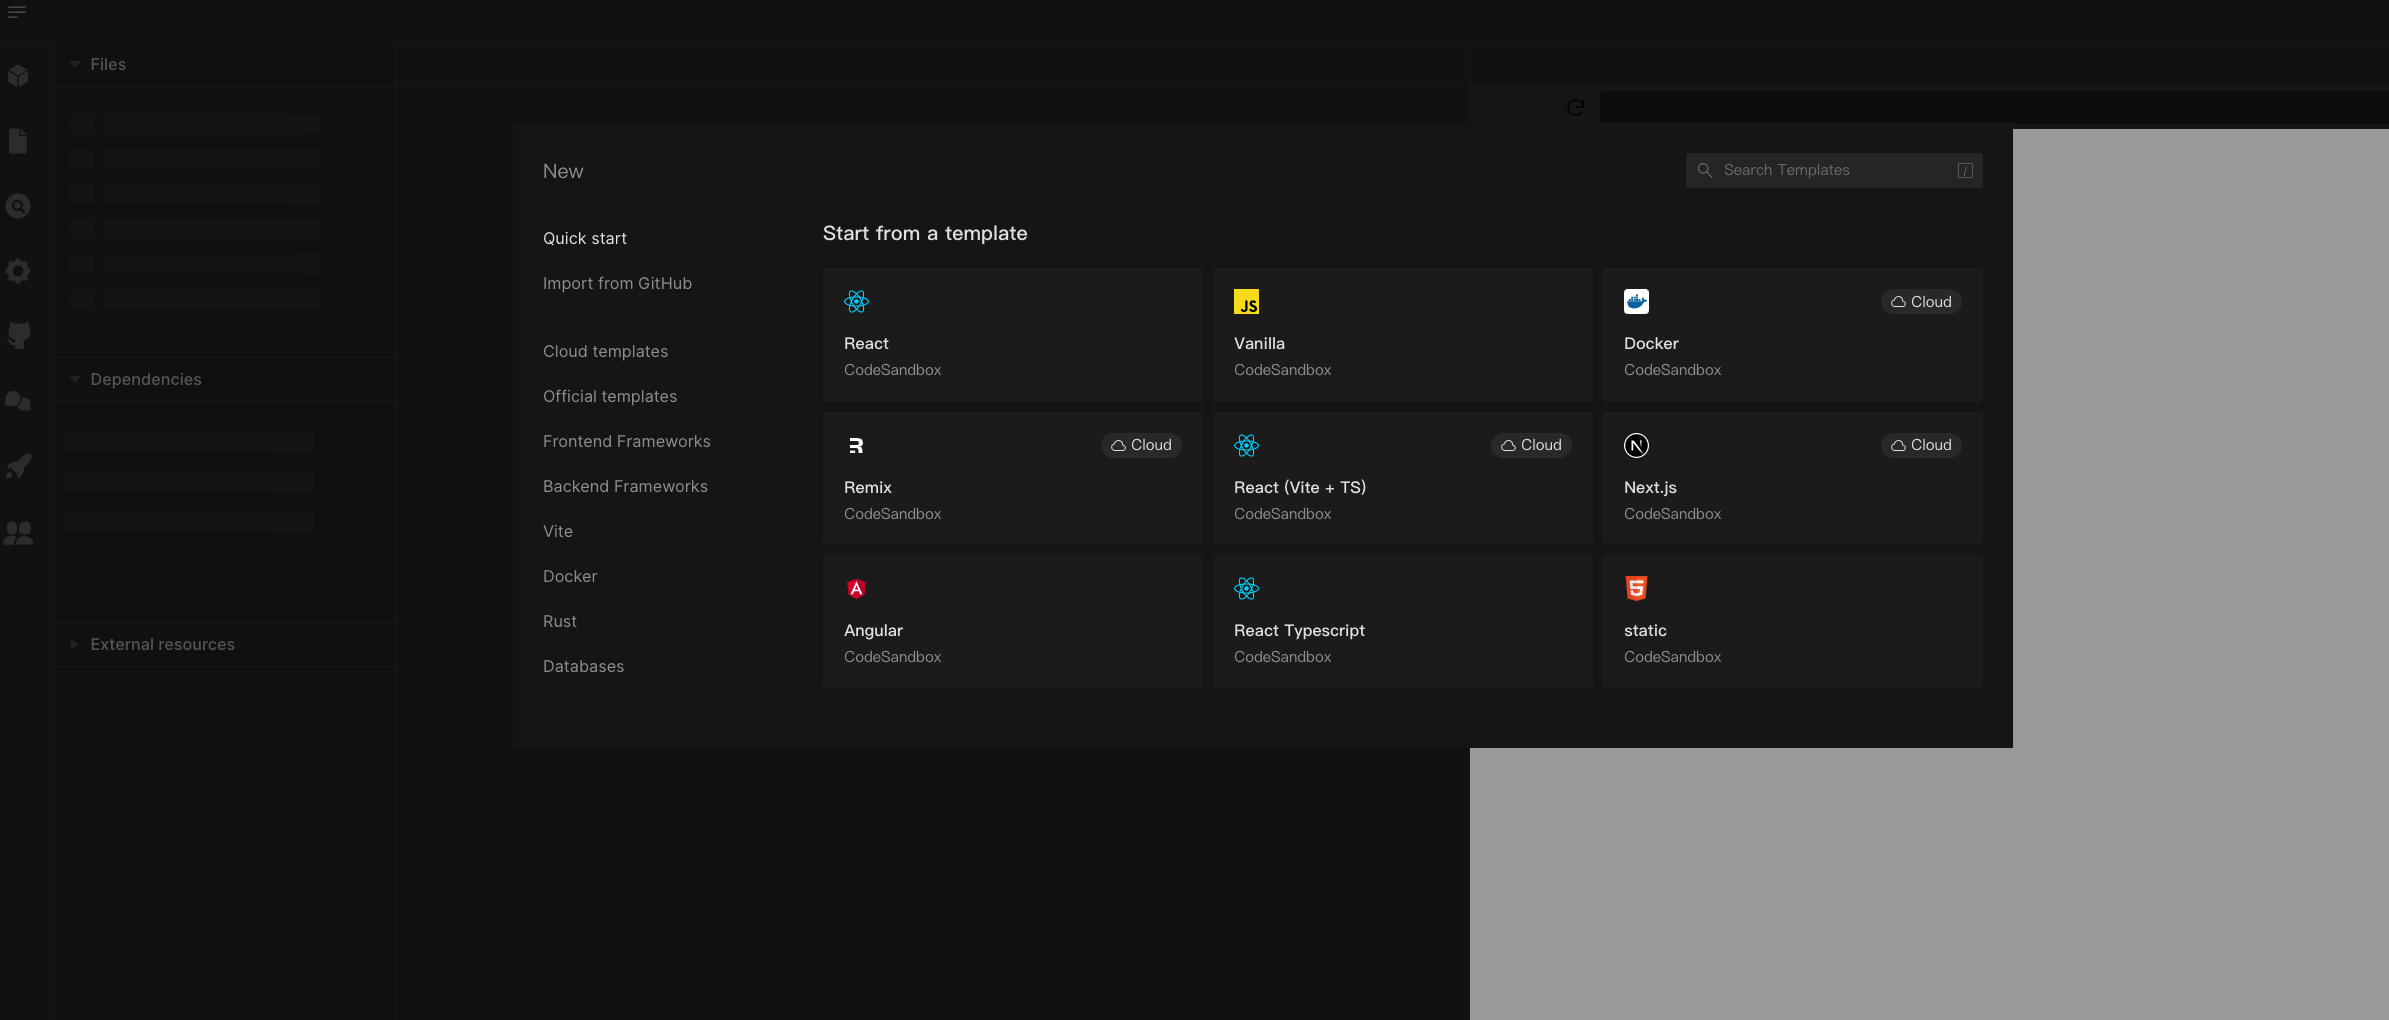 Files
Dependencies
External resources
New
Search Templates
/
Quick start
Import from GitHub
Cloud templates
Official templates
Frontend Frameworks
Backend Frameworks
Vite
Docker
Rust
Databases
Start from a template
React
CodeSandbox
JS
Vanilla
CodeSandbox
Cloud
Docker
CodeSandbox
R
Cloud
Remix
CodeSandbox
Cloud
React (Vite + TS)
CodeSandbox
N
Cloud
Next.js
CodeSandbox
A
Angular
CodeSandbox
React Typescript
CodeSandbox
5
static
CodeSandbox